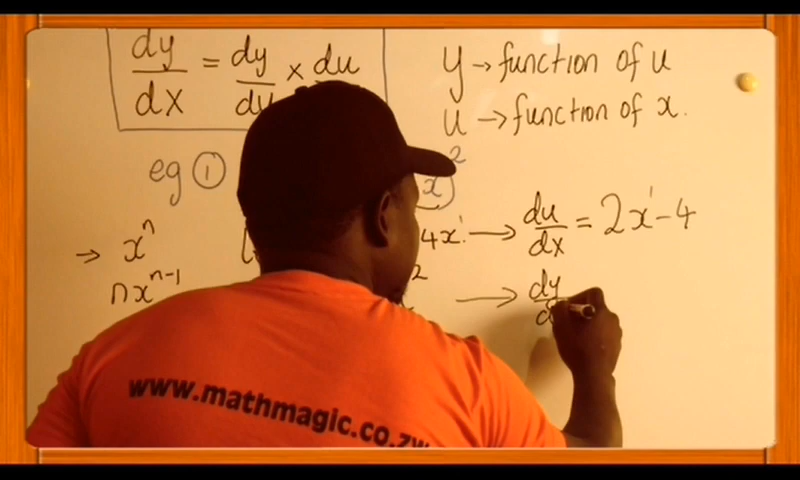 dy/dx = dy/du × du
y → function of u
u → function of x.
eg ① x)²
→ xⁿ 4x¹ → du/dx = 2x¹ - 4
nxⁿ⁻¹ ² → dy/d
www.mathmagic.co.zw